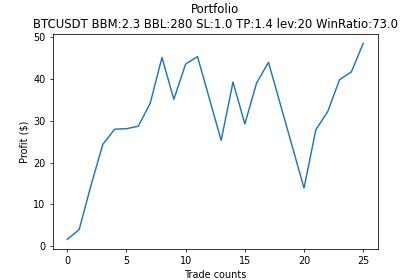 Portfolio
BTCUSDT BBM:2.3 BBL:280 SL:1.0 TP:1.4 lev:20 WinRatio:73.0
50
40
30
20
10
0
Profit ($)
0 5 10 15 20 25
Trade counts